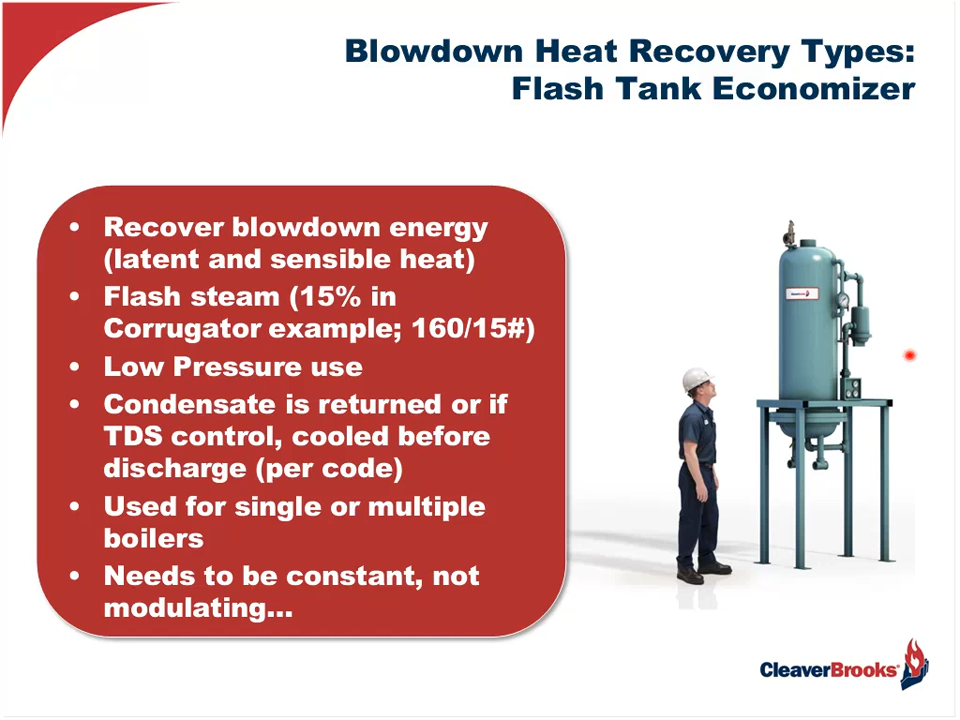 Blowdown Heat Recovery Types:
Flash Tank Economizer
• Recover blowdown energy
(latent and sensible heat)
• Flash steam (15% in
Corrugator example; 160/15#)
• Low Pressure use
• Condensate is returned or if
TDS control, cooled before
discharge (per code)
• Used for single or multiple
boilers
• Needs to be constant, not
modulating...
CleaverBrooks